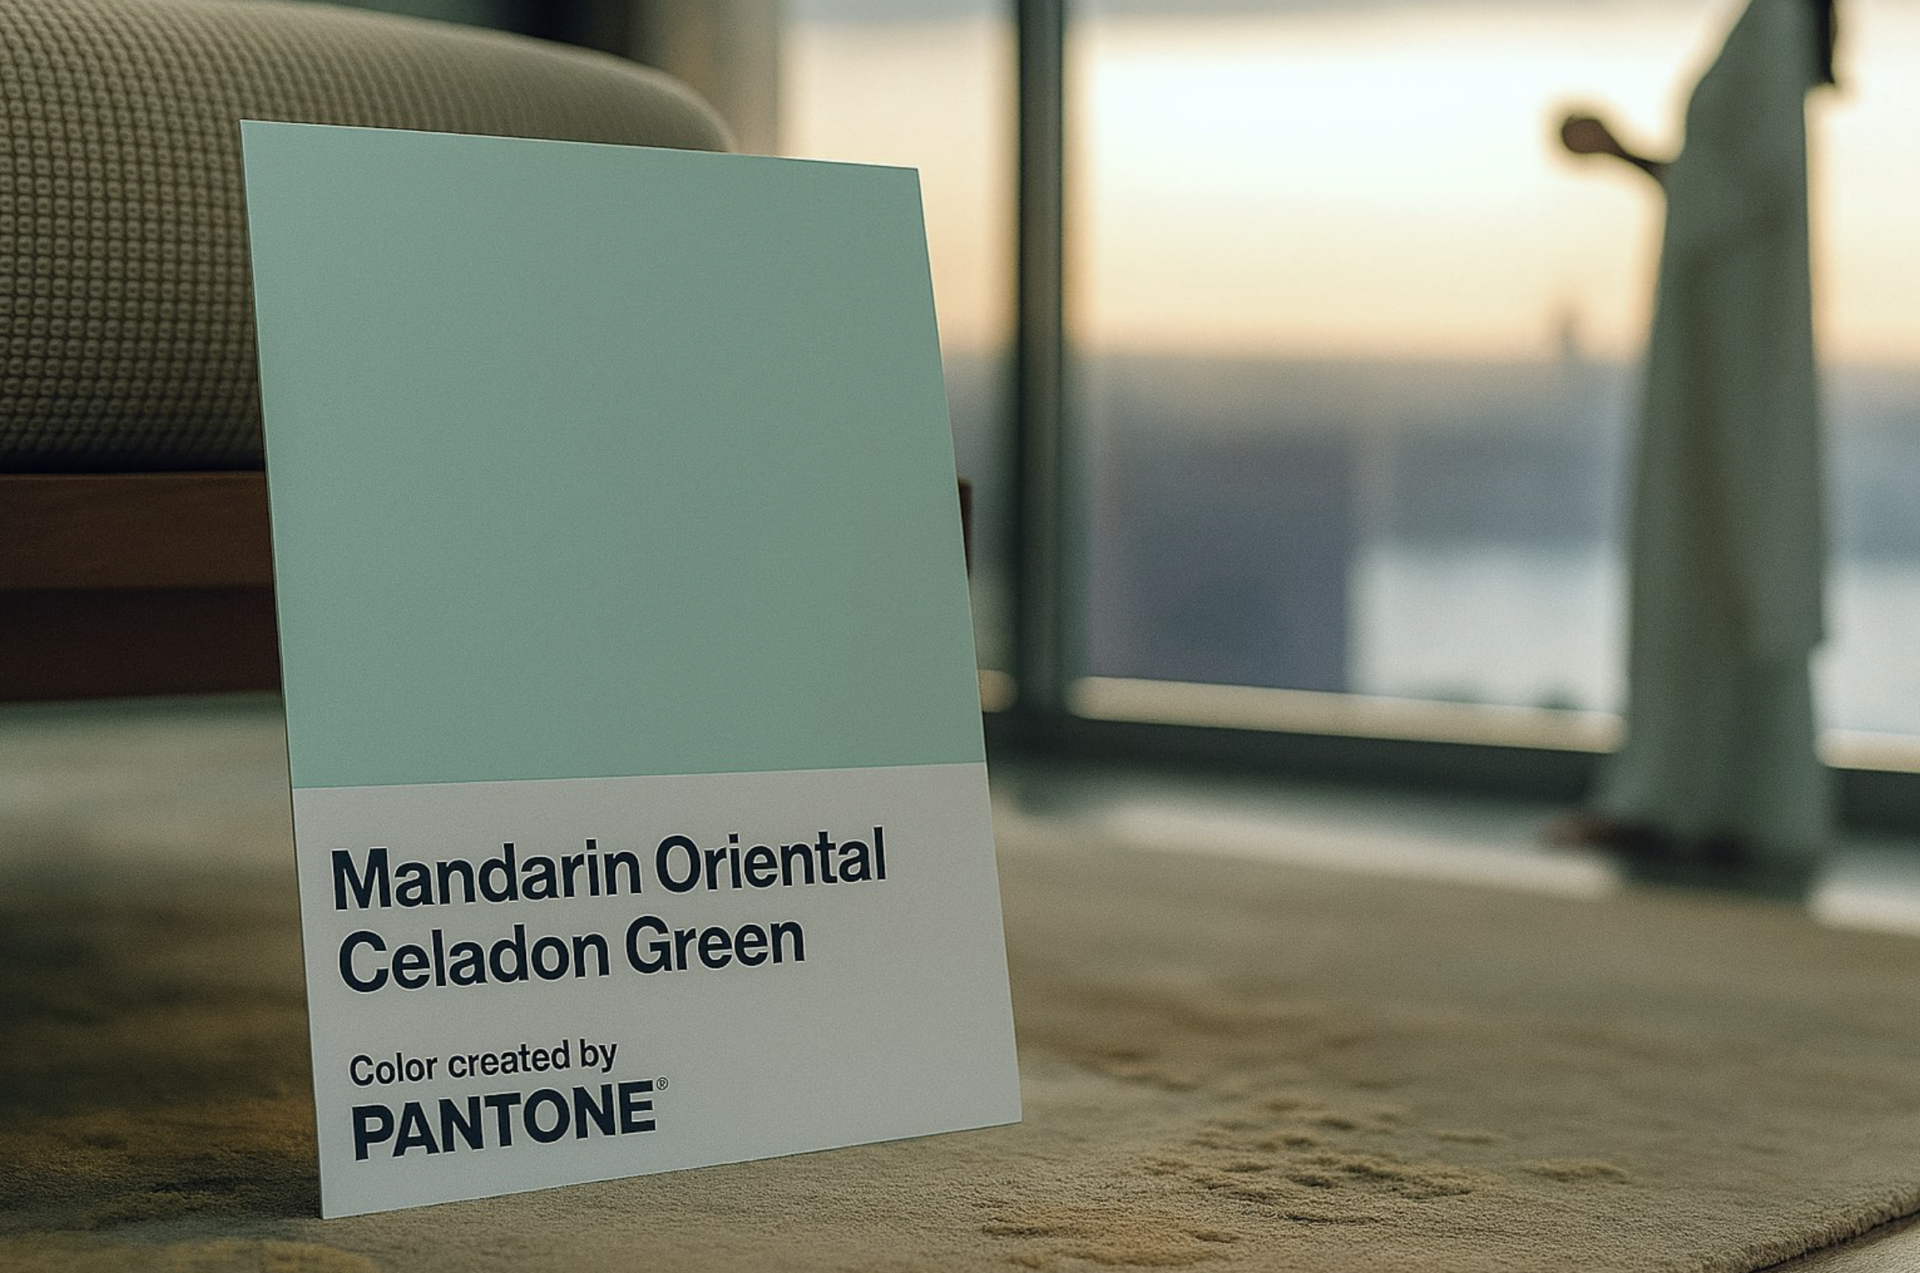 Mandarin Oriental
Celadon Green
Color created by
PANTONE®